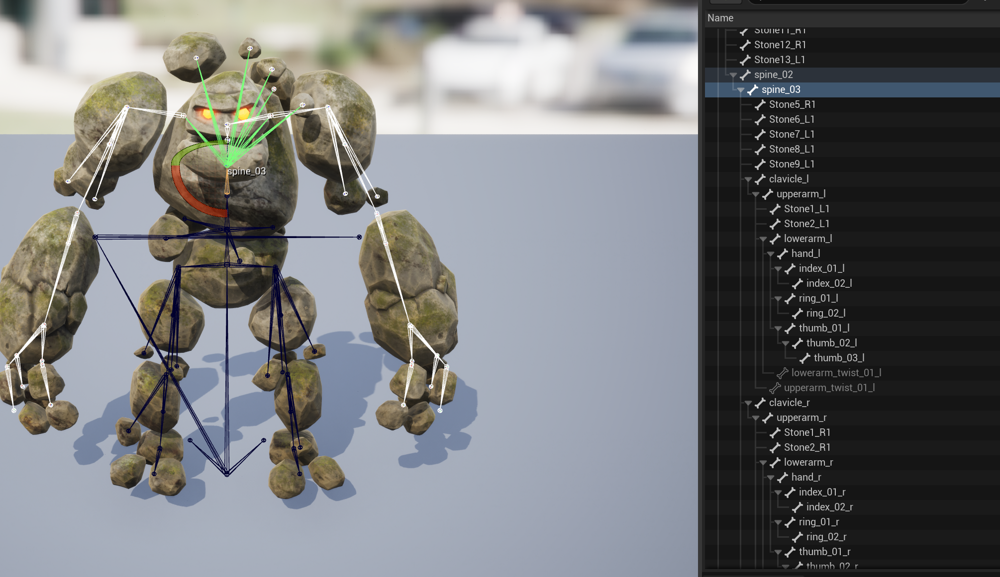 Name
Stone11_R1
Stone12_R1
Stone13_L1
spine_02
spine_03
Stone5_R1
Stone6_L1
Stone7_L1
Stone8_L1
Stone9_L1
clavicle_l
upperarm_l
Stone1_L1
Stone2_L1
lowerarm_l
hand_l
index_01_l
index_02_l
ring_01_l
ring_02_l
thumb_01_l
thumb_02_l
thumb_03_l
lowerarm_twist_01_l
upperarm_twist_01_l
clavicle_r
upperarm_r
Stone1_R1
Stone2_R1
lowerarm_r
hand_r
index_01_r
index_02_r
ring_01_r
ring_02_r
thumb_01_r
thumb_02_r
spine_03